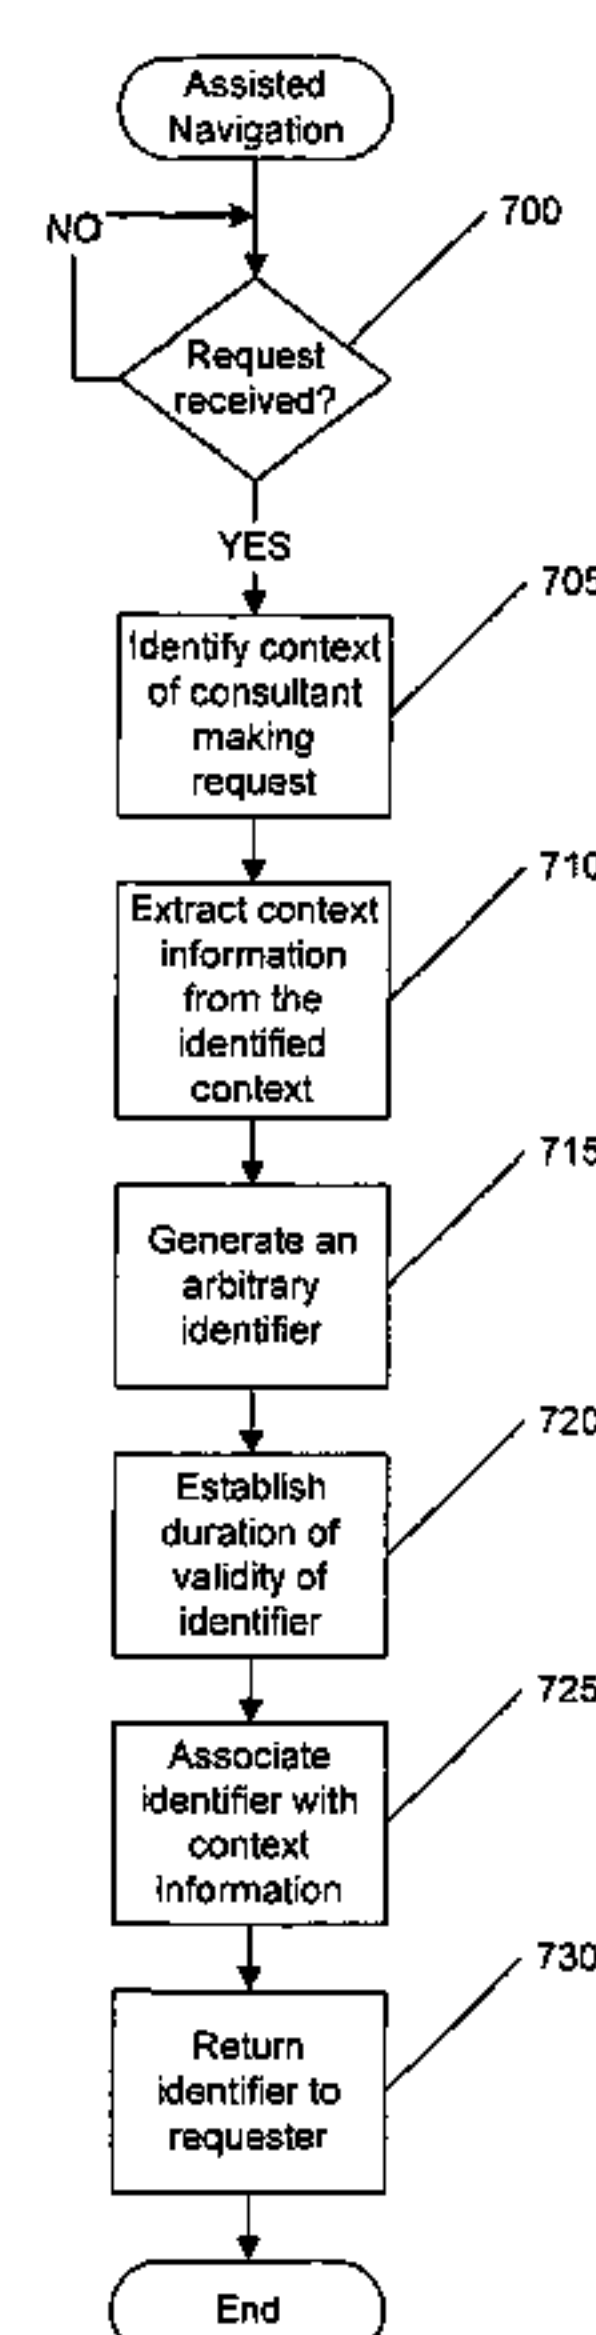 Assisted
Navigation
NO
700
Request
received?
YES
705
Identify context
of consultant
making
request
710
Extract context
information
from the
identified
context
715
Generate an
arbitrary
identifier
720
Establish
duration of
validity of
identifier
725
Associate
identifier with
context
information
730
Return
identifier to
requester
End